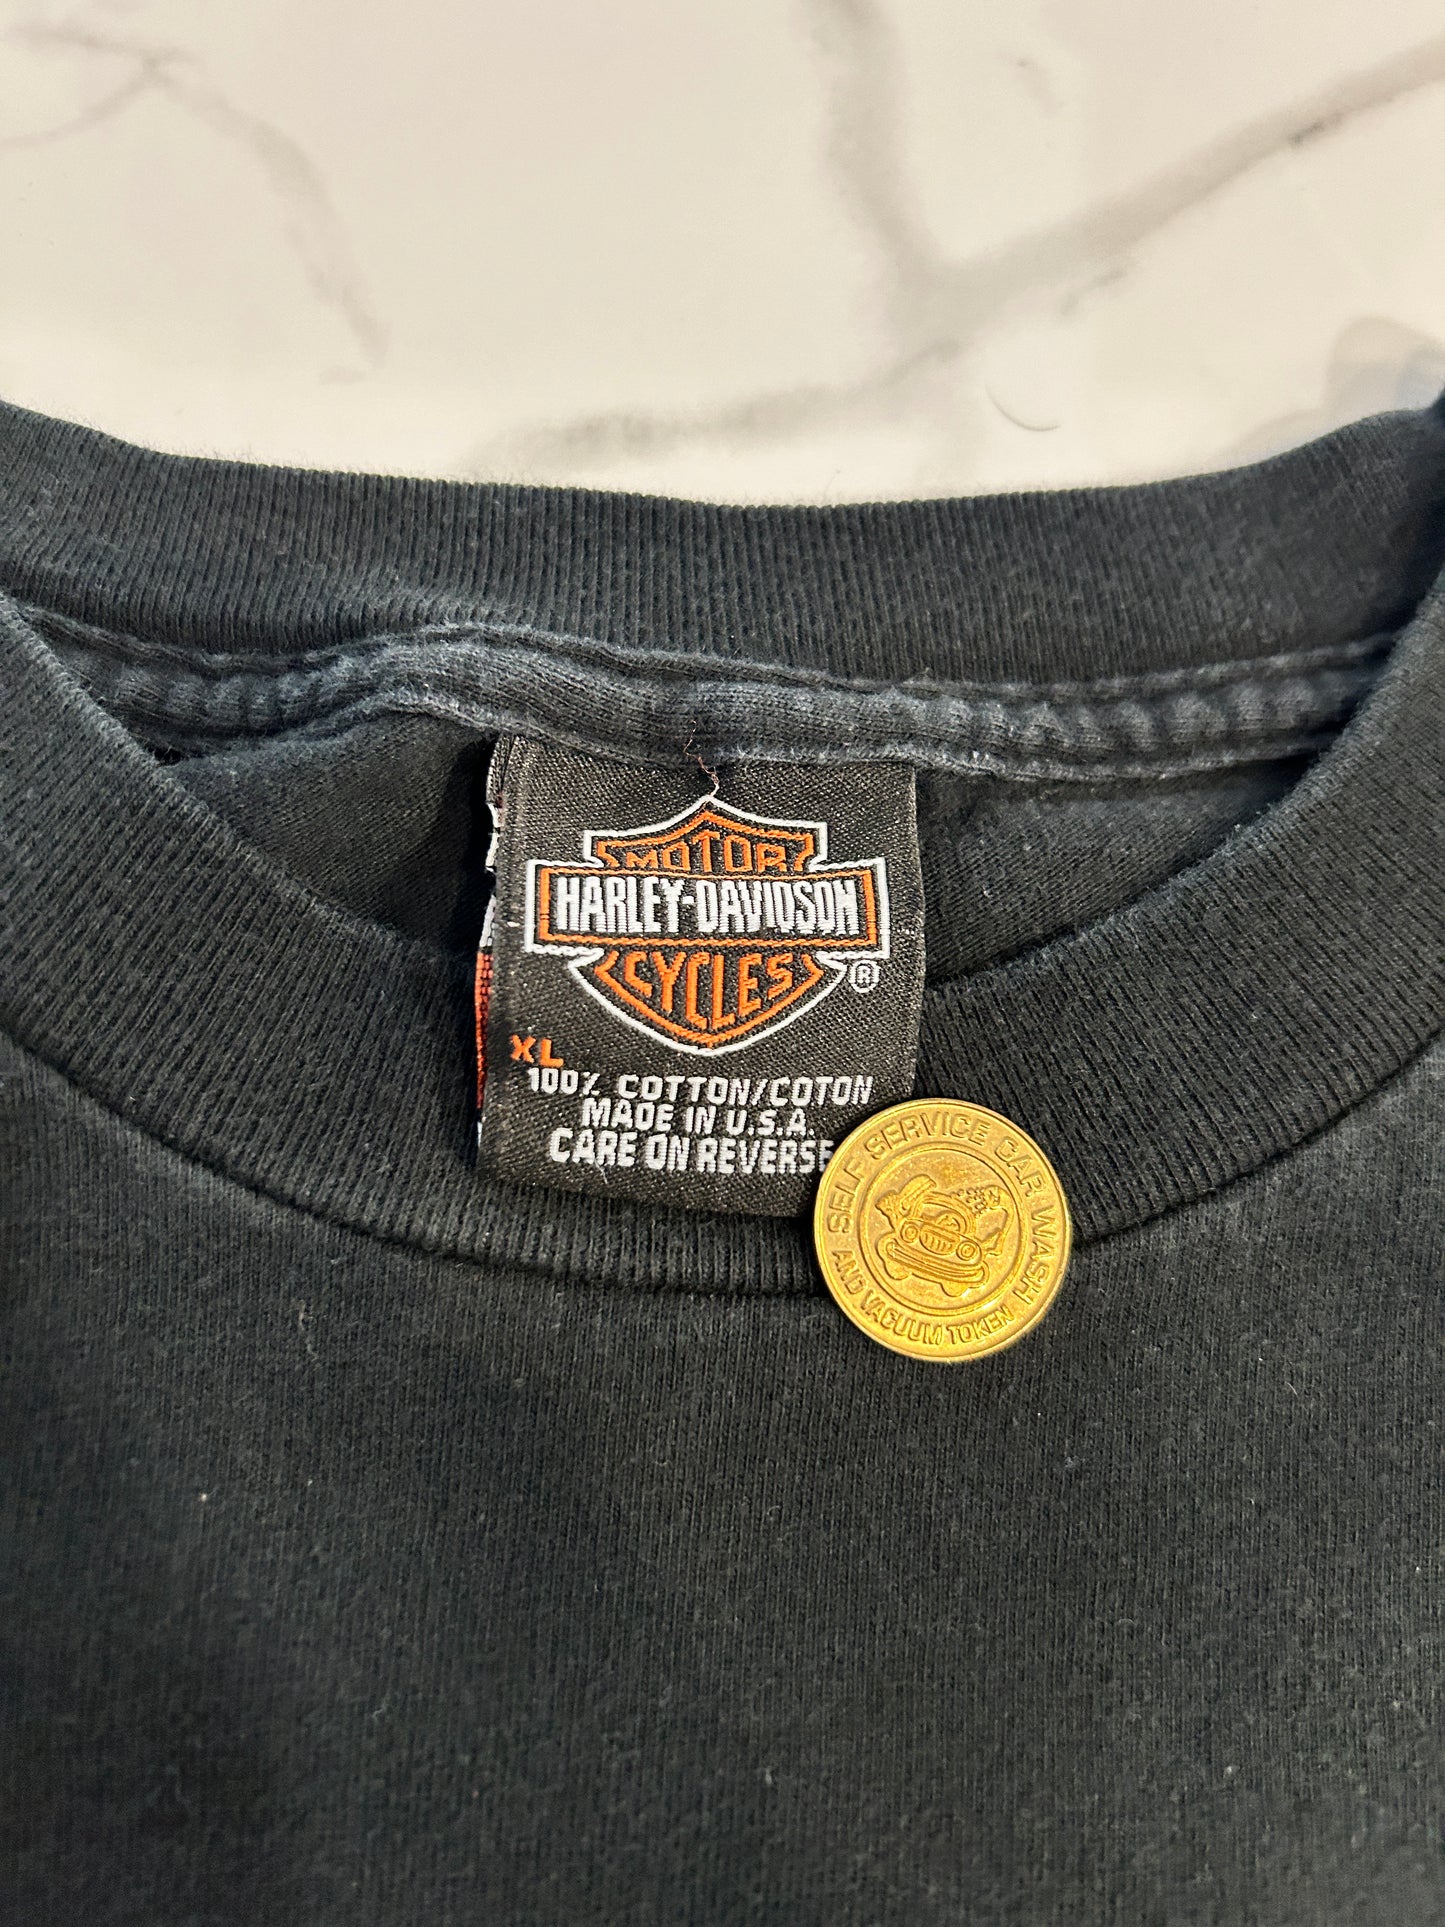 MOTOR
HARLEY-DAVIDSON
CYCLES ®
XL
100% COTTON/COTON
MADE IN U.S.A.
CARE ON REVERSE
SELF SERVICE CAR WASH
AND VACUUM TOKEN